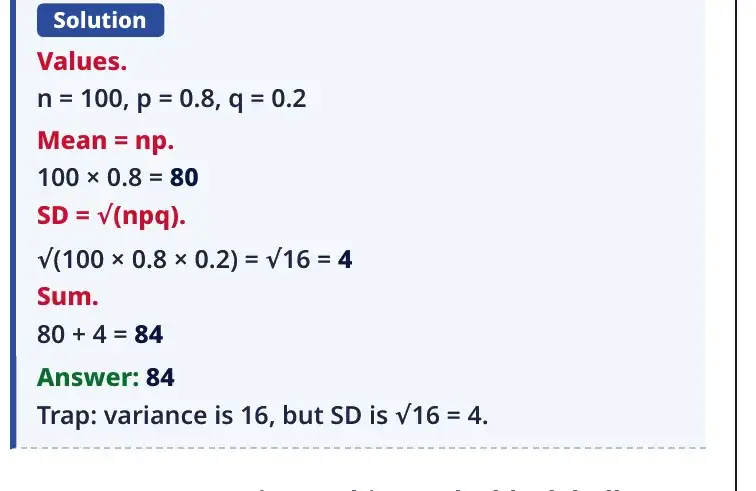 Solution
Values.
n = 100, p = 0.8, q = 0.2
Mean = np.
100 × 0.8 = 80
SD = √(npq).
√(100 × 0.8 × 0.2) = √16 = 4
Sum.
80 + 4 = 84
Answer: 84
Trap: variance is 16, but SD is √16 = 4.